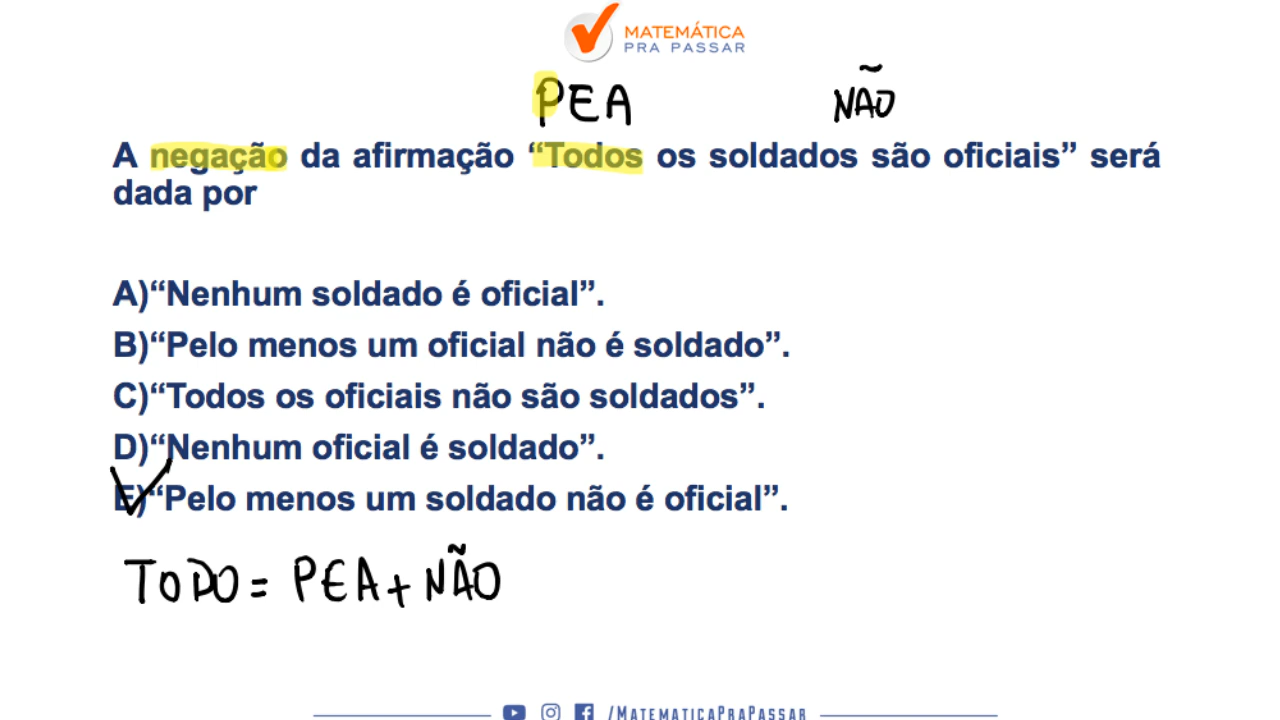 MATEMÁTICA
PRA PASSAR
PEA NÃO
A negação da afirmação “Todos os soldados são oficiais” será
dada por
A)“Nenhum soldado é oficial”.
B)“Pelo menos um oficial não é soldado”.
C)“Todos os oficiais não são soldados”.
D)“Nenhum oficial é soldado”.
E)“Pelo menos um soldado não é oficial”.
TODO = PEA + NÃO
/MATEMATICAPRAPASSAR